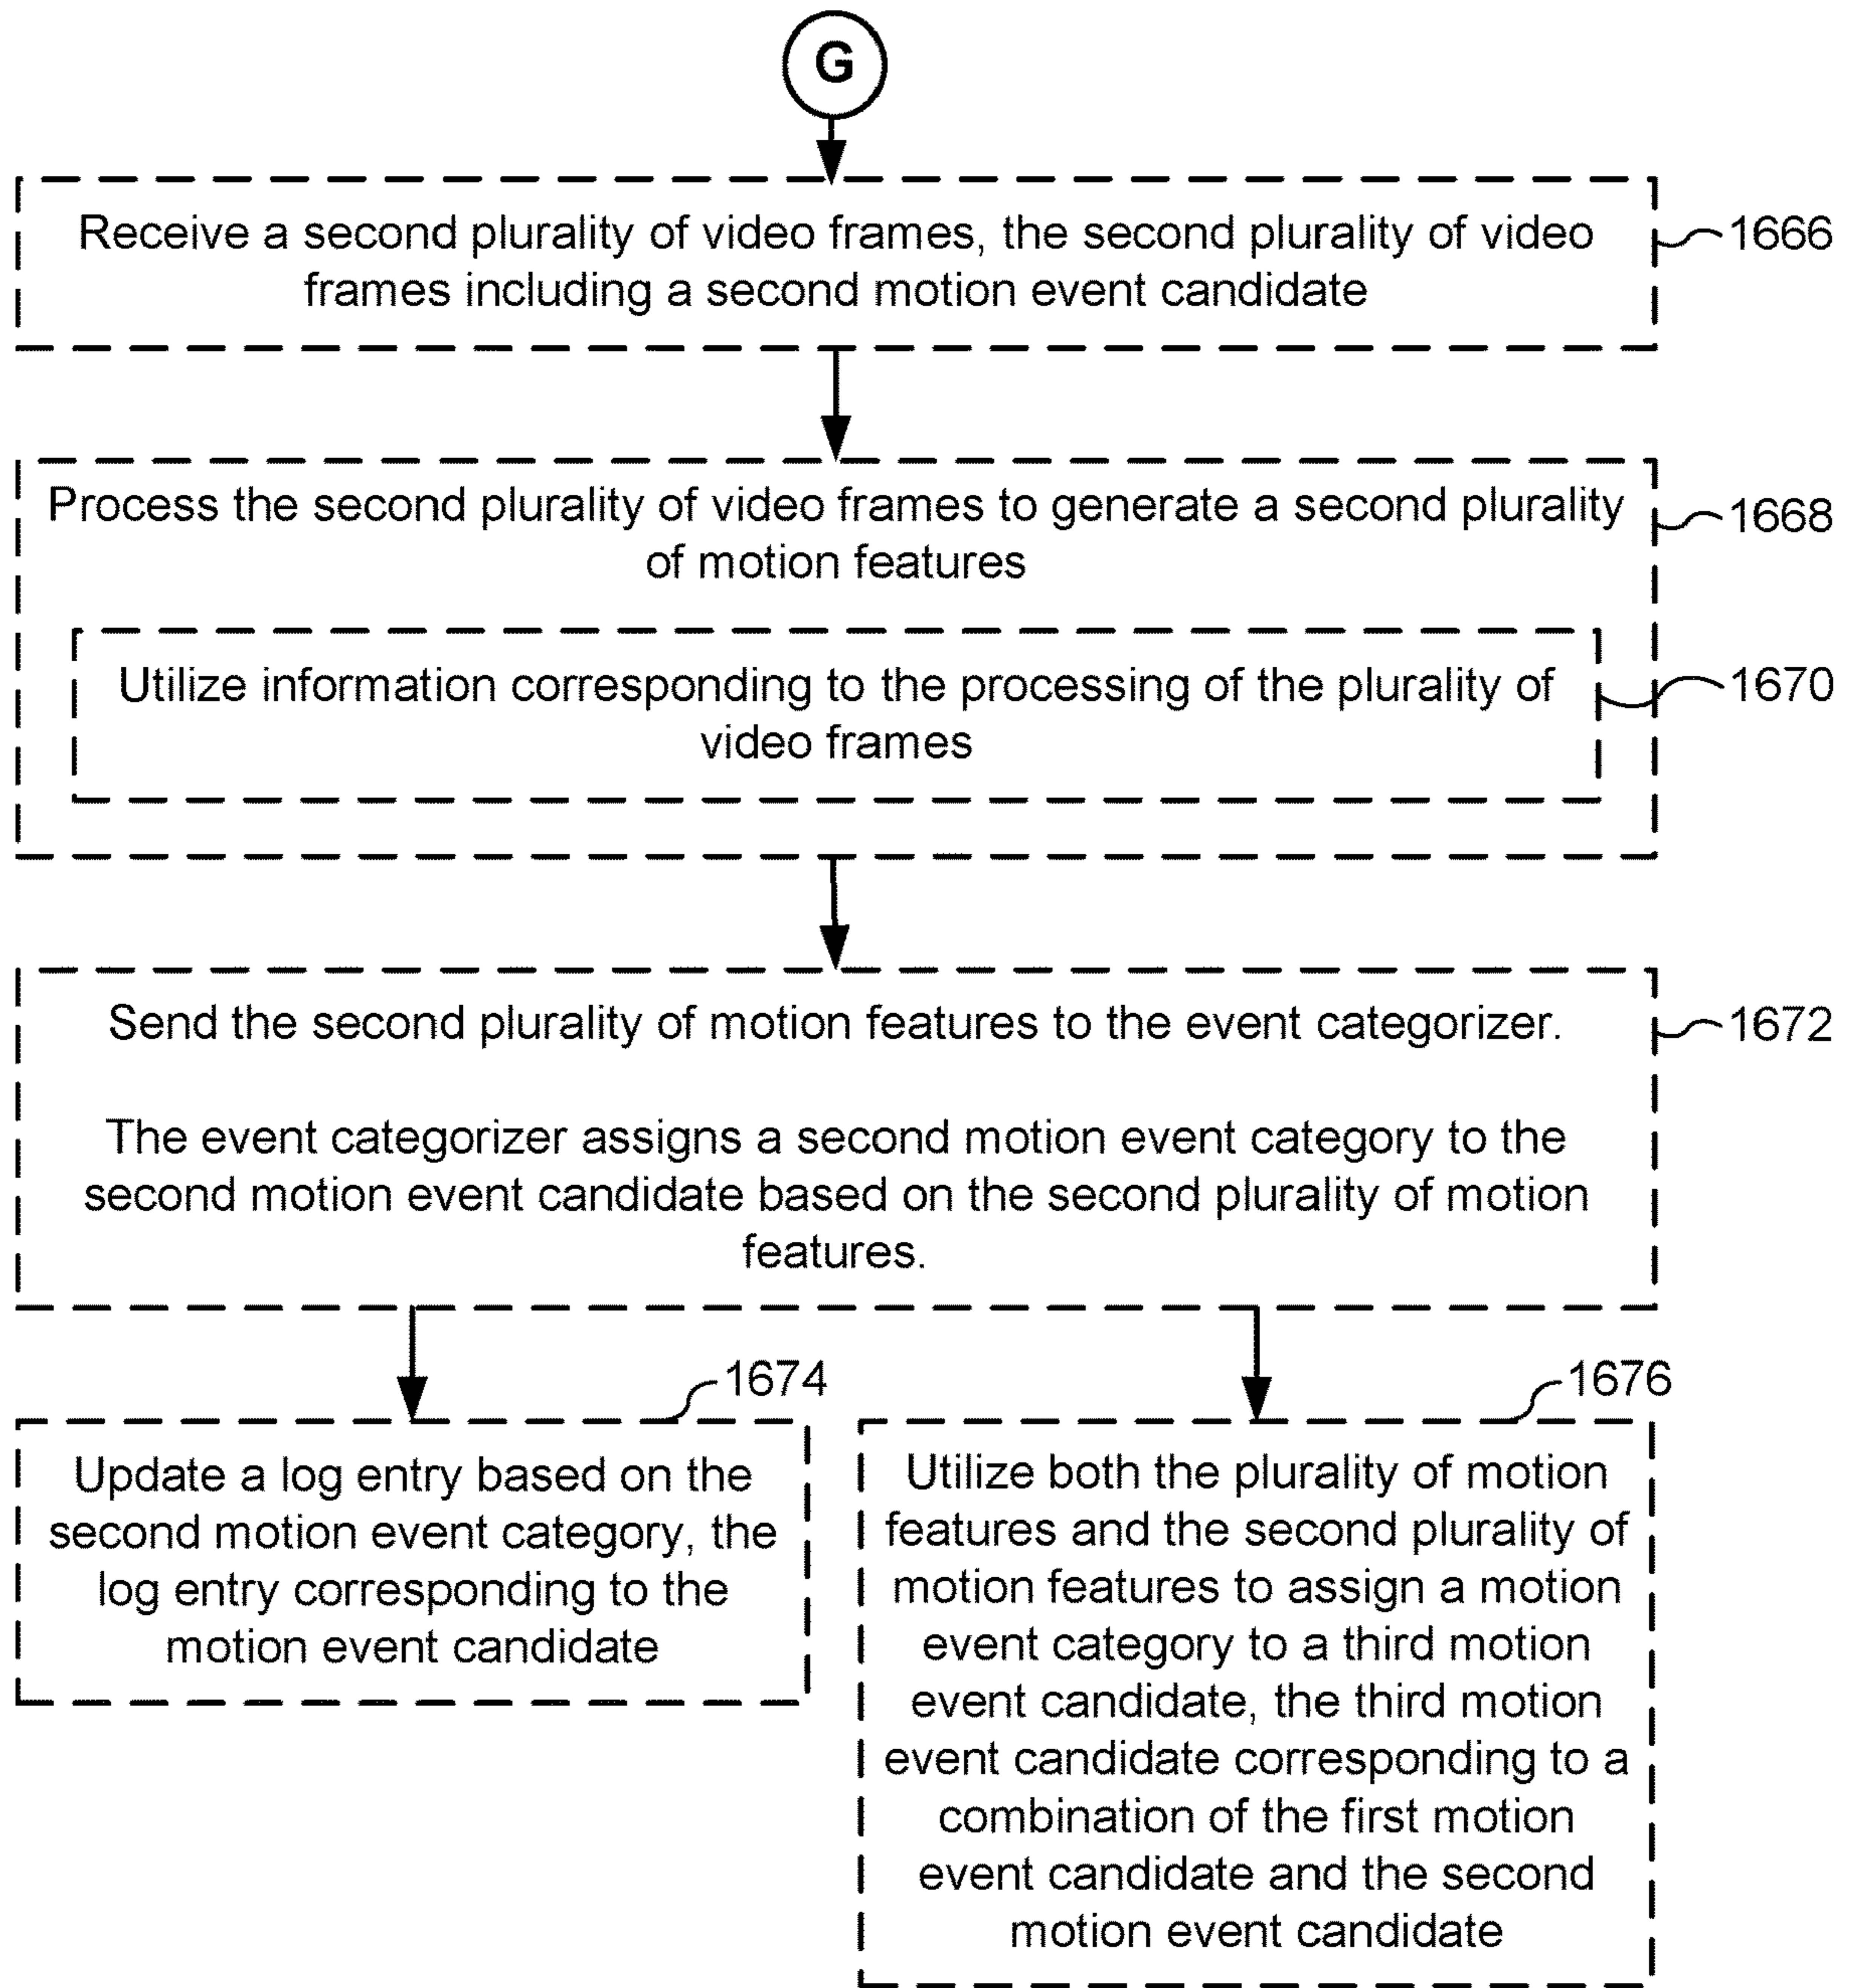 G
Receive a second plurality of video frames, the second plurality of video
frames including a second motion event candidate
1666
Process the second plurality of video frames to generate a second plurality
of motion features
1668
Utilize information corresponding to the processing of the plurality of
video frames
1670
Send the second plurality of motion features to the event categorizer.
1672
The event categorizer assigns a second motion event category to the
second motion event candidate based on the second plurality of motion
features.
1674
Update a log entry based on the
second motion event category, the
log entry corresponding to the
motion event candidate
1676
Utilize both the plurality of motion
features and the second plurality of
motion features to assign a motion
event category to a third motion
event candidate, the third motion
event candidate corresponding to a
combination of the first motion
event candidate and the second
motion event candidate